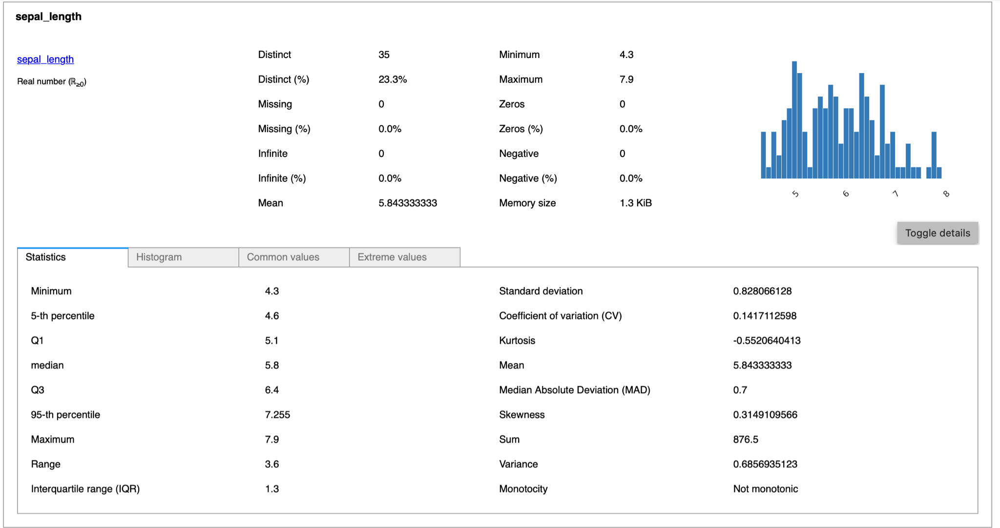 sepal_length
sepal_length
Real number (ℝ≥0)
Distinct 35
Distinct (%) 23.3%
Missing 0
Missing (%) 0.0%
Infinite 0
Infinite (%) 0.0%
Mean 5.843333333
Minimum 4.3
Maximum 7.9
Zeros 0
Zeros (%) 0.0%
Negative 0
Negative (%) 0.0%
Memory size 1.3 KiB
5 6 7 8
Toggle details
Statistics Histogram Common values Extreme values
Minimum 4.3
5-th percentile 4.6
Q1 5.1
median 5.8
Q3 6.4
95-th percentile 7.255
Maximum 7.9
Range 3.6
Interquartile range (IQR) 1.3
Standard deviation 0.828066128
Coefficient of variation (CV) 0.1417112598
Kurtosis -0.5520640413
Mean 5.843333333
Median Absolute Deviation (MAD) 0.7
Skewness 0.3149109566
Sum 876.5
Variance 0.6856935123
Monotocity Not monotonic